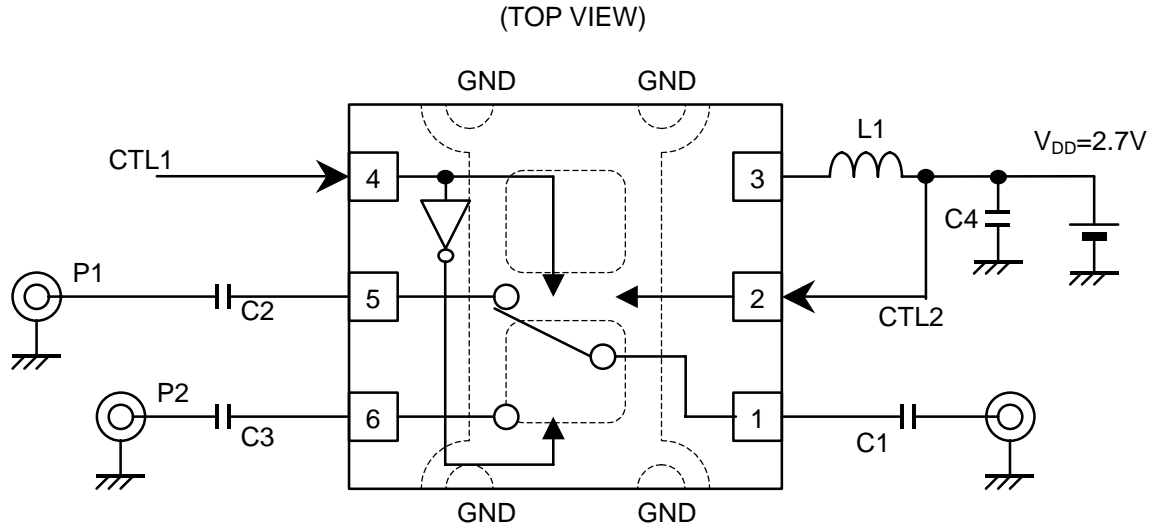 (TOP VIEW)
GND GND
CTL1
4
3
L1
V_DD=2.7V
C4
P1
C2
5
2
CTL2
P2
C3
6
1
C1
GND GND